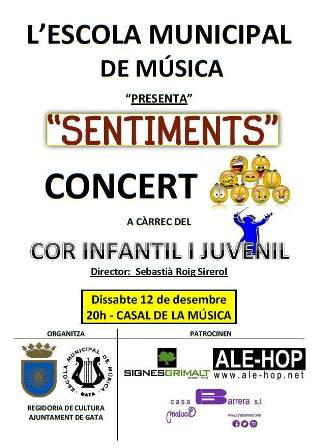 L'ESCOLA MUNICIPAL
DE MÚSICA
"PRESENTA"
"SENTIMENTS"
CONCERT
A CÀRREC DEL
COR INFANTIL I JUVENIL
Director: Sebastià Roig Sirerol
Dissabte 12 de desembre
20h - CASAL DE LA MÚSICA
ORGANITZA
PATROCINEN
ESCOLA MUNICIPAL DE MÚSICA
GATA
SIGNESGRIMALT
ALE-HOP
www.ale-hop.net
REGIDORIA DE CULTURA
AJUNTAMENT DE GATA
casa Barrera s.l.